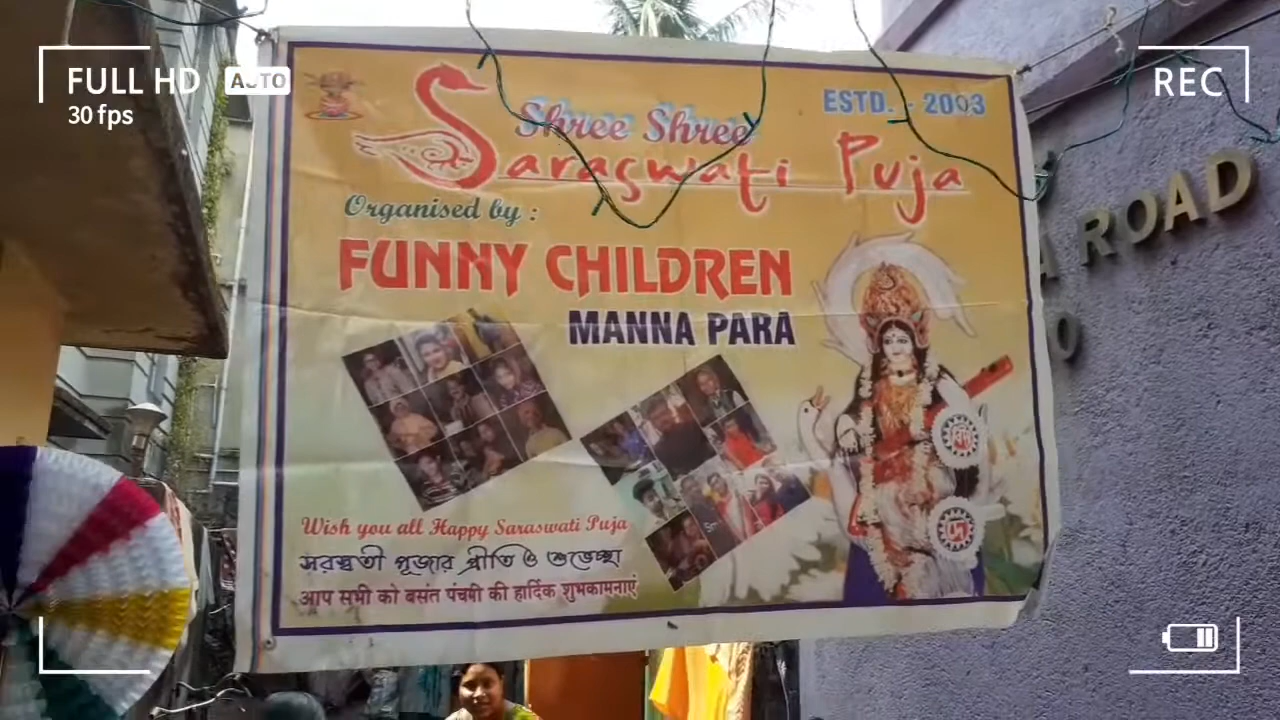 FULL HD AUTO
30 fps
REC
ESTD. - 2003
Shree Shree
Saraswati Puja
Organised by :
FUNNY CHILDREN
MANNA PARA
Wish you all Happy Saraswati Puja
সরস্বতী পূজার প্রীতি ও শুভেচ্ছা
आप सभी को बसंत पंचमी की हार्दिक शुभकामनाएं
ROAD